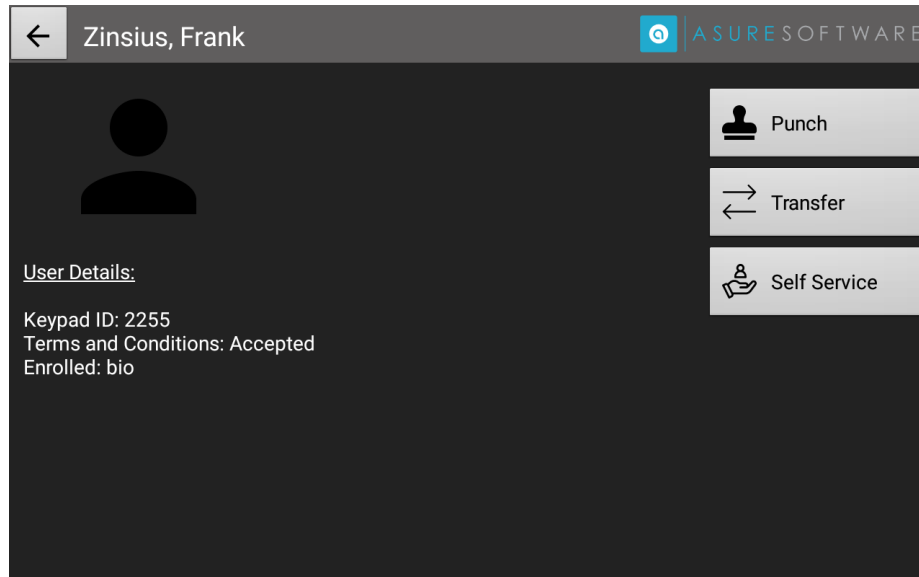 Zinsius, Frank
ASURESOFTWARE
Punch
Transfer
Self Service
User Details:
Keypad ID: 2255
Terms and Conditions: Accepted
Enrolled: bio